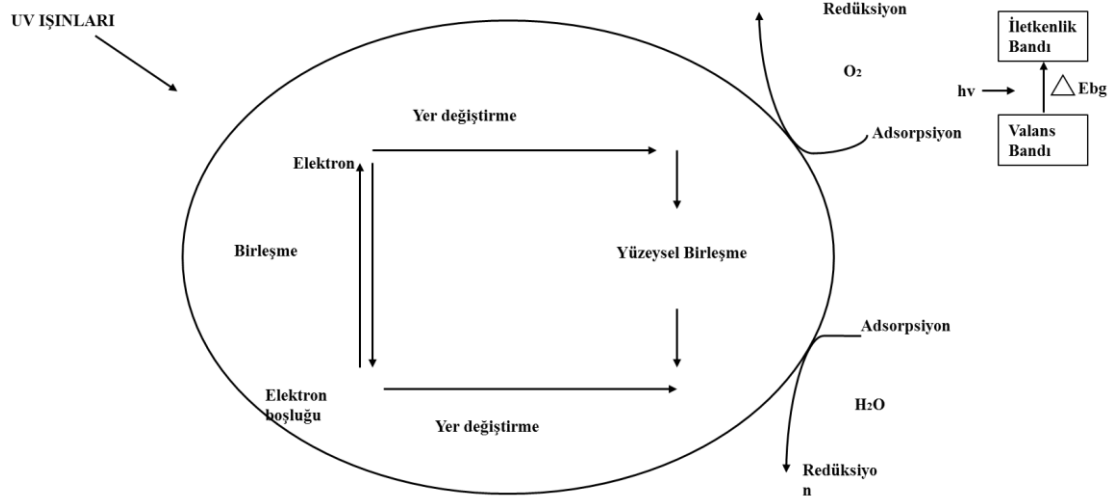 UV IŞINLARI
Redüksiyon
İletkenlik
Bandı
O2
hv
Ebg
Yer değiştirme
Adsorpsiyon
Valans
Bandı
Elektron
Birleşme
Yüzeysel Birleşme
Adsorpsiyon
Elektron
boşluğu
H2O
Yer değiştirme
Redüksiyo
n